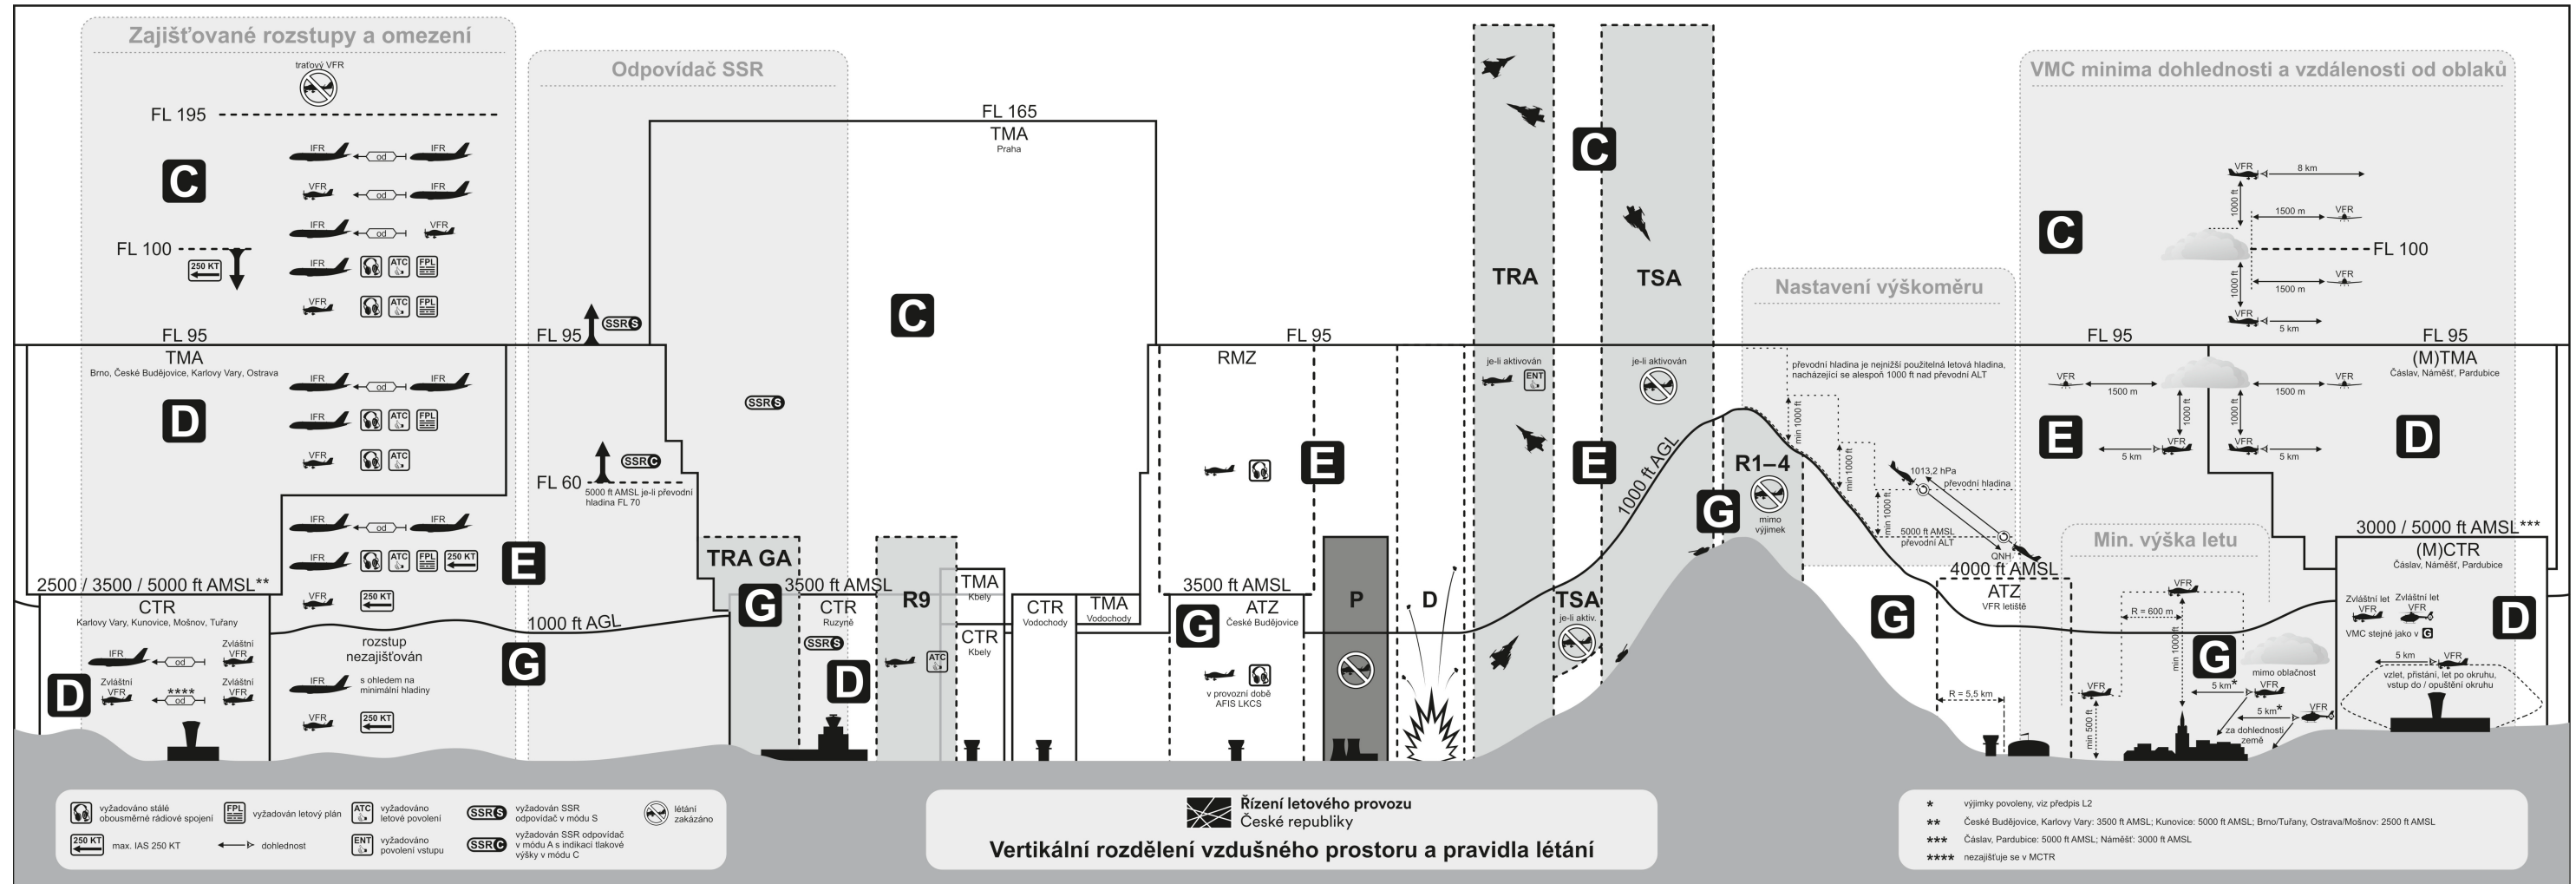 Zajišťované rozstupy a omezení
traťový VFR
FL 195
C
IFR
od
IFR
VFR
od
IFR
IFR
od
VFR
FL 100
250 KT
IFR
ATC
FPL
VFR
ATC
FPL
FL 95
TMA
Brno, České Budějovice, Karlovy Vary, Ostrava
D
IFR
od
IFR
IFR
ATC
FPL
VFR
ATC
IFR
od
IFR
IFR
ATC
FPL
250 KT
E
VFR
250 KT
2500 / 3500 / 5000 ft AMSL**
CTR
Karlovy Vary, Kunovice, Mošnov, Tuřany
IFR
od
Zvláštní
VFR
D
Zvláštní
VFR
****
od
Zvláštní
VFR
1000 ft AGL
rozstup
nezajišťován
G
IFR
s ohledem na
minimální hladiny
VFR
250 KT
Odpovídač SSR
FL 95
SSR S
SSR S
SSR C
FL 60
5000 ft AMSL je-li převodní
hladina FL 70
FL 165
TMA
Praha
C
TRA GA
G
3500 ft AMSL
CTR
Ruzyně
SSR S
D
R9
ATC
TMA
Kbely
CTR
Kbely
CTR
Vodochody
TMA
Vodochody
FL 95
RMZ
VFR
E
3500 ft AMSL
G
ATZ
České Budějovice
v provozní době
AFIS LKCS
P
D
TRA
C
TSA
je-li aktivován
ENT
je-li aktivován
E
TSA
je-li aktiv.
1000 ft AGL
G
R1–4
mimo
výjimek
Nastavení výškoměru
převodní hladina je nejnižší použitelná letová hladina,
nacházející se alespoň 1000 ft nad převodní ALT
min 1000 ft
min 1000 ft
min 1000 ft
1013,2 hPa
převodní hladina
5000 ft AMSL
převodní ALT
QNH
4000 ft AMSL
ATZ
VFR letiště
G
R = 5,5 km
VMC minima dohlednosti a vzdálenosti od oblaků
C
VFR
8 km
1000 ft
1500 m
VFR
FL 100
1000 ft
1500 m
VFR
VFR
5 km
FL 95
FL 95
(M)TMA
Čáslav, Náměšť, Pardubice
VFR
1500 m
1500 m
VFR
1000 ft
1000 ft
E
5 km
VFR
VFR
5 km
D
Min. výška letu
VFR
R = 600 m
min 1000 ft
G
mimo oblačnost
VFR
min 500 ft
5 km*
VFR
5 km*
VFR
za dohlednosti
země
3000 / 5000 ft AMSL***
(M)CTR
Čáslav, Náměšť, Pardubice
Zvláštní let
VFR
Zvláštní let
VFR
VMC stejné jako v G
D
5 km
VFR
vzlet, přistání, let po okruhu,
vstup do / opuštění okruhu
vyžadováno stálé
obousměrné rádiové spojení
FPL
vyžadován letový plán
ATC
vyžadováno
letové povolení
SSR S
vyžadován SSR
odpovídač v módu S
létání
zakázáno
250 KT
max. IAS 250 KT
dohlednost
ENT
vyžadováno
povolení vstupu
SSR C
vyžadován SSR odpovídač
v módu A s indikací tlakové
výšky v módu C
Řízení letového provozu
České republiky
Vertikální rozdělení vzdušného prostoru a pravidla létání
* výjimky povoleny, viz předpis L2
** České Budějovice, Karlovy Vary: 3500 ft AMSL; Kunovice: 5000 ft AMSL; Brno/Tuřany, Ostrava/Mošnov: 2500 ft AMSL
*** Čáslav, Pardubice: 5000 ft AMSL; Náměšť: 3000 ft AMSL
**** nezajišťuje se v MCTR